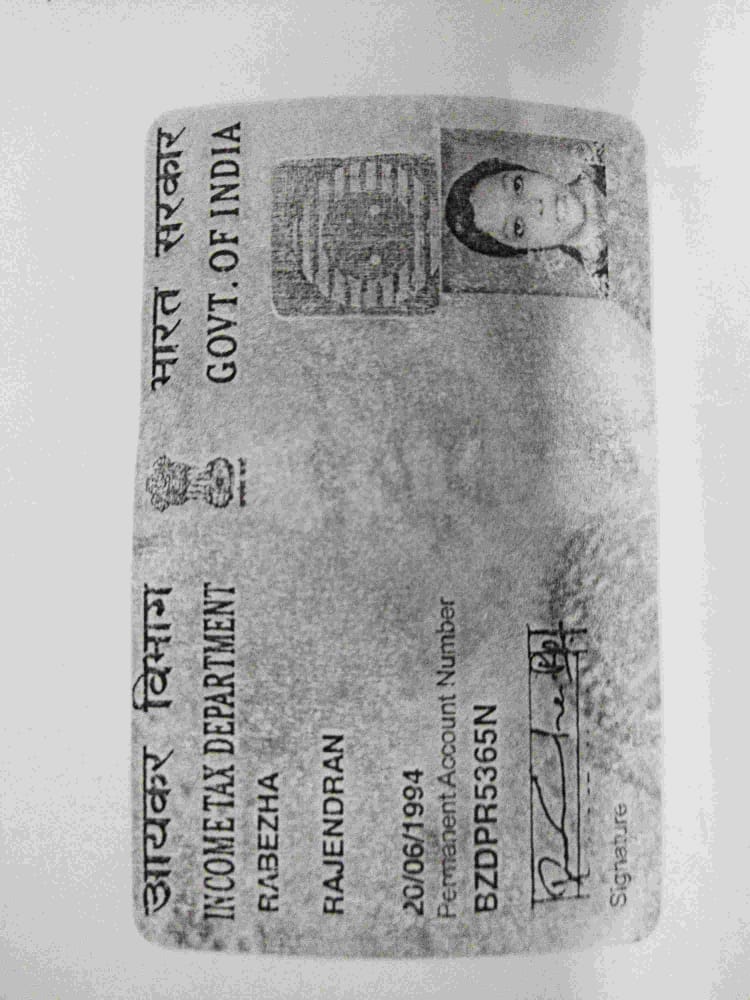 आयकर विभाग
भारत सरकार
INCOME TAX DEPARTMENT
GOVT. OF INDIA
RABEZHA
RAJENDRAN
20/06/1994
Permanent Account Number
BZDPR5365N
Signature